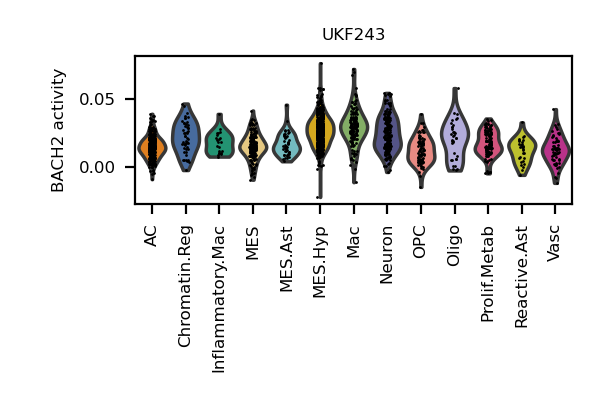 UKF243
BACH2 activity
0.05
0.00
AC
Chromatin.Reg
Inflammatory.Mac
MES
MES.Ast
MES.Hyp
Mac
Neuron
OPC
Oligo
Prolif.Metab
Reactive.Ast
Vasc